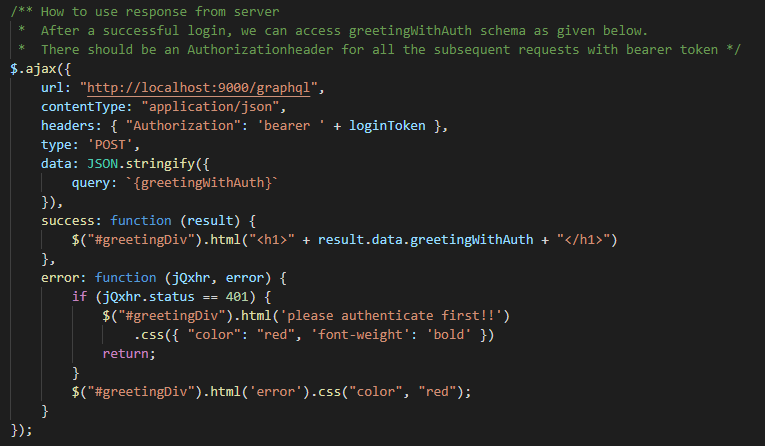 /** How to use response from server
 *  After a successful login, we can access greetingWithAuth schema as given below.
 *  There should be an Authorizationheader for all the subsequent requests with bearer token */
$.ajax({
    url: "http://localhost:9000/graphql",
    contentType: "application/json",
    headers: { "Authorization": 'bearer ' + loginToken },
    type: 'POST',
    data: JSON.stringify({
        query: `{greetingWithAuth}`
    }),
    success: function (result) {
        $("#greetingDiv").html("<h1>" + result.data.greetingWithAuth + "</h1>")
    },
    error: function (jQxhr, error) {
        if (jQxhr.status == 401) {
            $("#greetingDiv").html('please authenticate first!!')
                .css({ "color": "red", 'font-weight': 'bold' })
            return;
        }
        $("#greetingDiv").html('error').css("color", "red");
    }
});